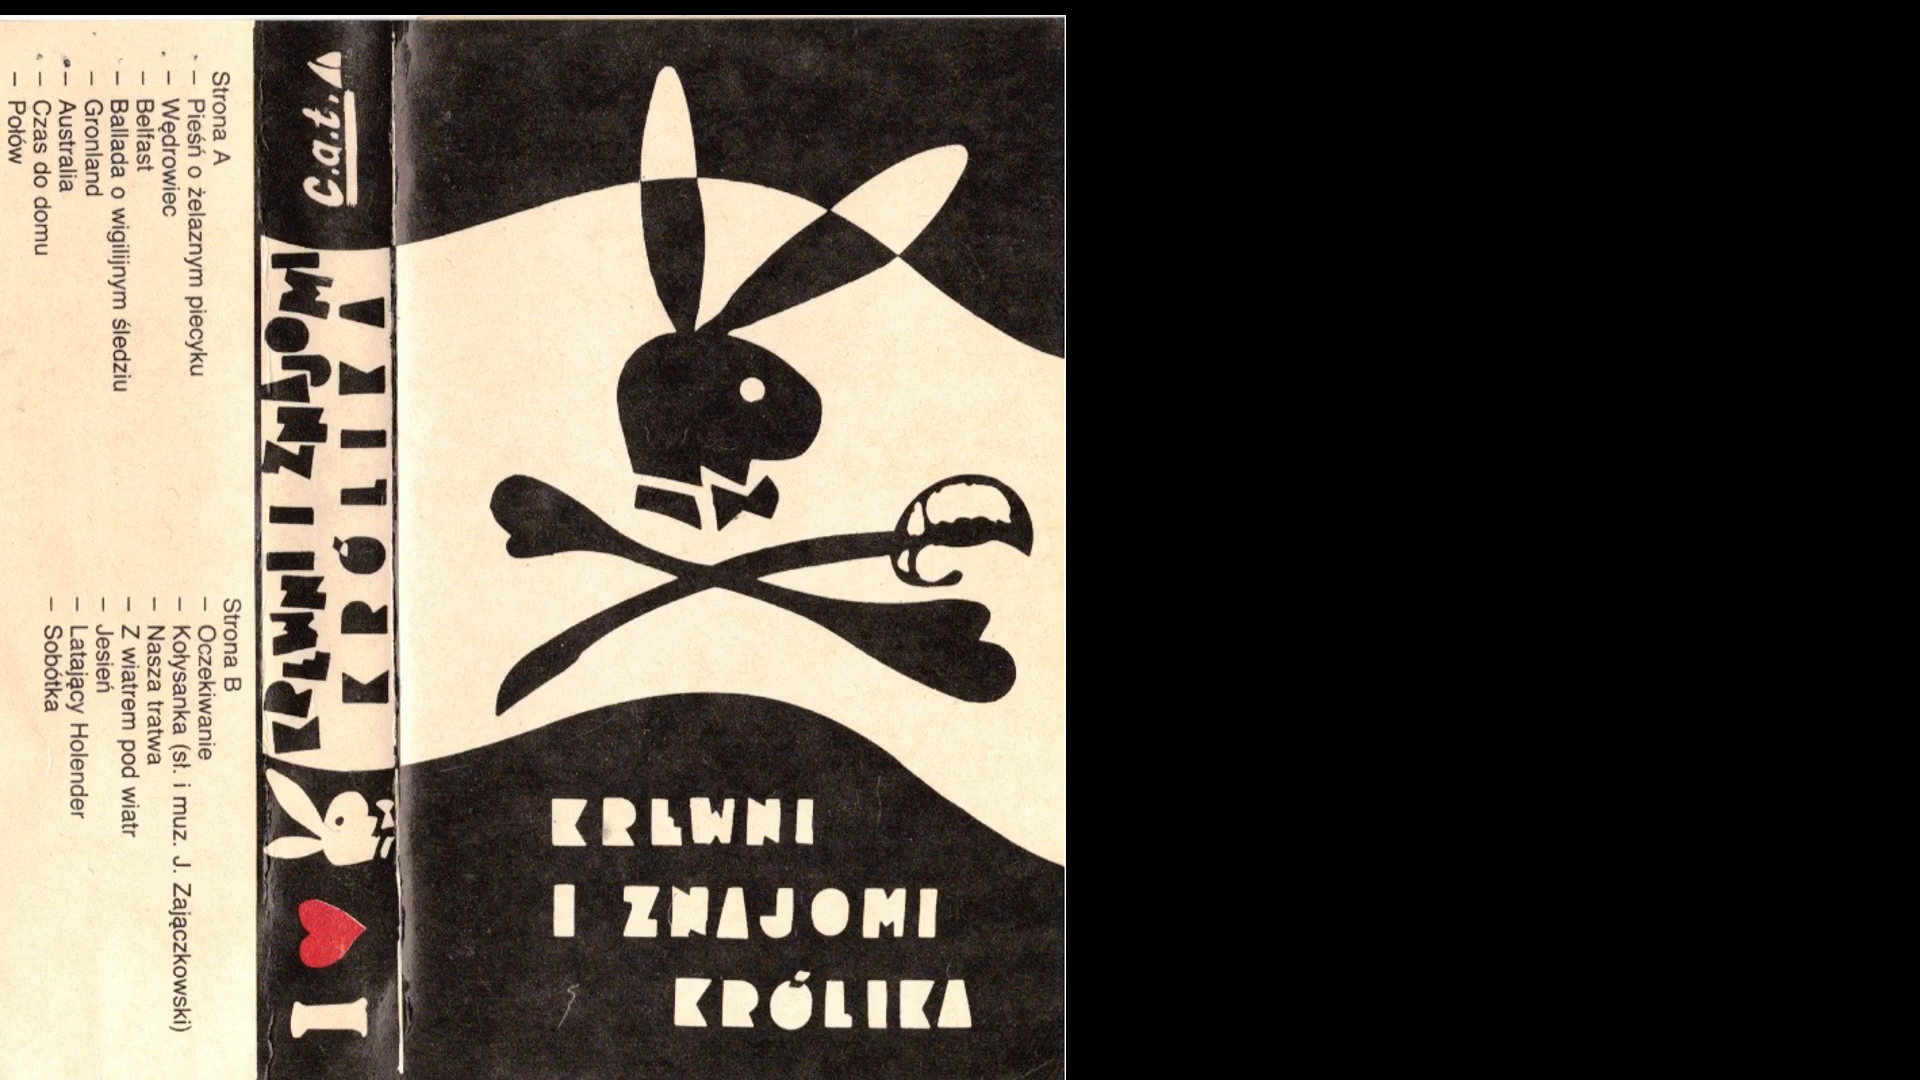 Strona A
– Pieśń o żelaznym piecyku
– Wędrowiec
– Belfast
– Ballada o wigilijnym śledziu
– Gronland
– Australia
– Czas do domu
– Połów
Strona B
– Oczekiwanie
– Kołysanka (sł. i muz. J. Zajączkowski)
– Nasza tratwa
– Z wiatrem pod wiatr
– Jesień
– Latający Holender
– Sobótka
c.a.t.
KREWNI I ZNAJOMI
KRÓLIKA
I
KREWNI
I ZNAJOMI
KRÓLIKA